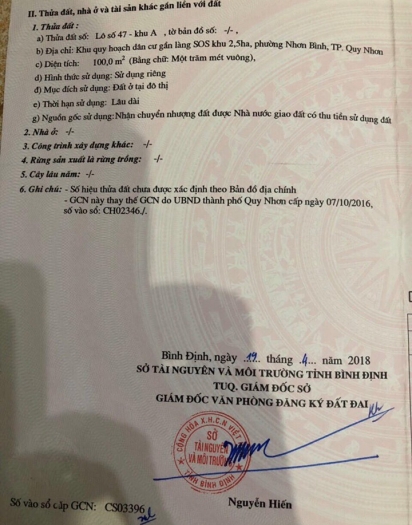 II. Thửa đất, nhà ở và tài sản khác gắn liền với đất
1. Thửa đất:
a) Thửa đất số: Lô số 47 - khu A , tờ bản đồ số: -/- ,
b) Địa chỉ: Khu quy hoạch dân cư gần làng SOS khu 2,5ha, phường Nhơn Bình, TP. Quy Nhơn
c) Diện tích: 100,0 m² (Bằng chữ: Một trăm mét vuông),
d) Hình thức sử dụng: Sử dụng riêng
đ) Mục đích sử dụng: Đất ở tại đô thị
e) Thời hạn sử dụng: Lâu dài
g) Nguồn gốc sử dụng: Nhận chuyển nhượng đất được Nhà nước giao đất có thu tiền sử dụng đất
2. Nhà ở: -/-
3. Công trình xây dựng khác: -/-
4. Rừng sản xuất là rừng trồng: -/-
5. Cây lâu năm: -/-
6. Ghi chú: - Số hiệu thửa đất chưa được xác định theo Bản đồ địa chính
- GCN này thay thế GCN do UBND thành phố Quy Nhơn cấp ngày 07/10/2016,
số vào sổ: CH02346./.
Bình Định, ngày 19 tháng 4 năm 2018
SỞ TÀI NGUYÊN VÀ MÔI TRƯỜNG TỈNH BÌNH ĐỊNH
TUQ. GIÁM ĐỐC SỞ
GIÁM ĐỐC VĂN PHÒNG ĐĂNG KÝ ĐẤT ĐAI
CỘNG HÒA X.H.C.N VIỆT
SỞ
TÀI NGUYÊN
VÀ MÔI TRƯỜNG
TỈNH BÌNH ĐỊNH
Số vào sổ cấp GCN: CS03396
Nguyễn Hiến